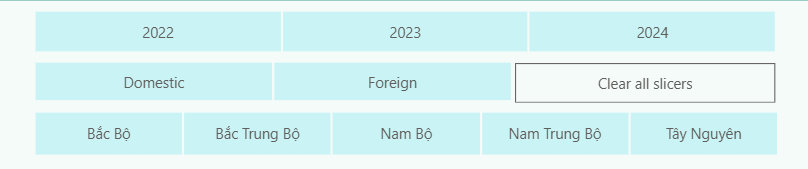 2022 2023 2024
Domestic Foreign Clear all slicers
Bắc Bộ Bắc Trung Bộ Nam Bộ Nam Trung Bộ Tây Nguyên